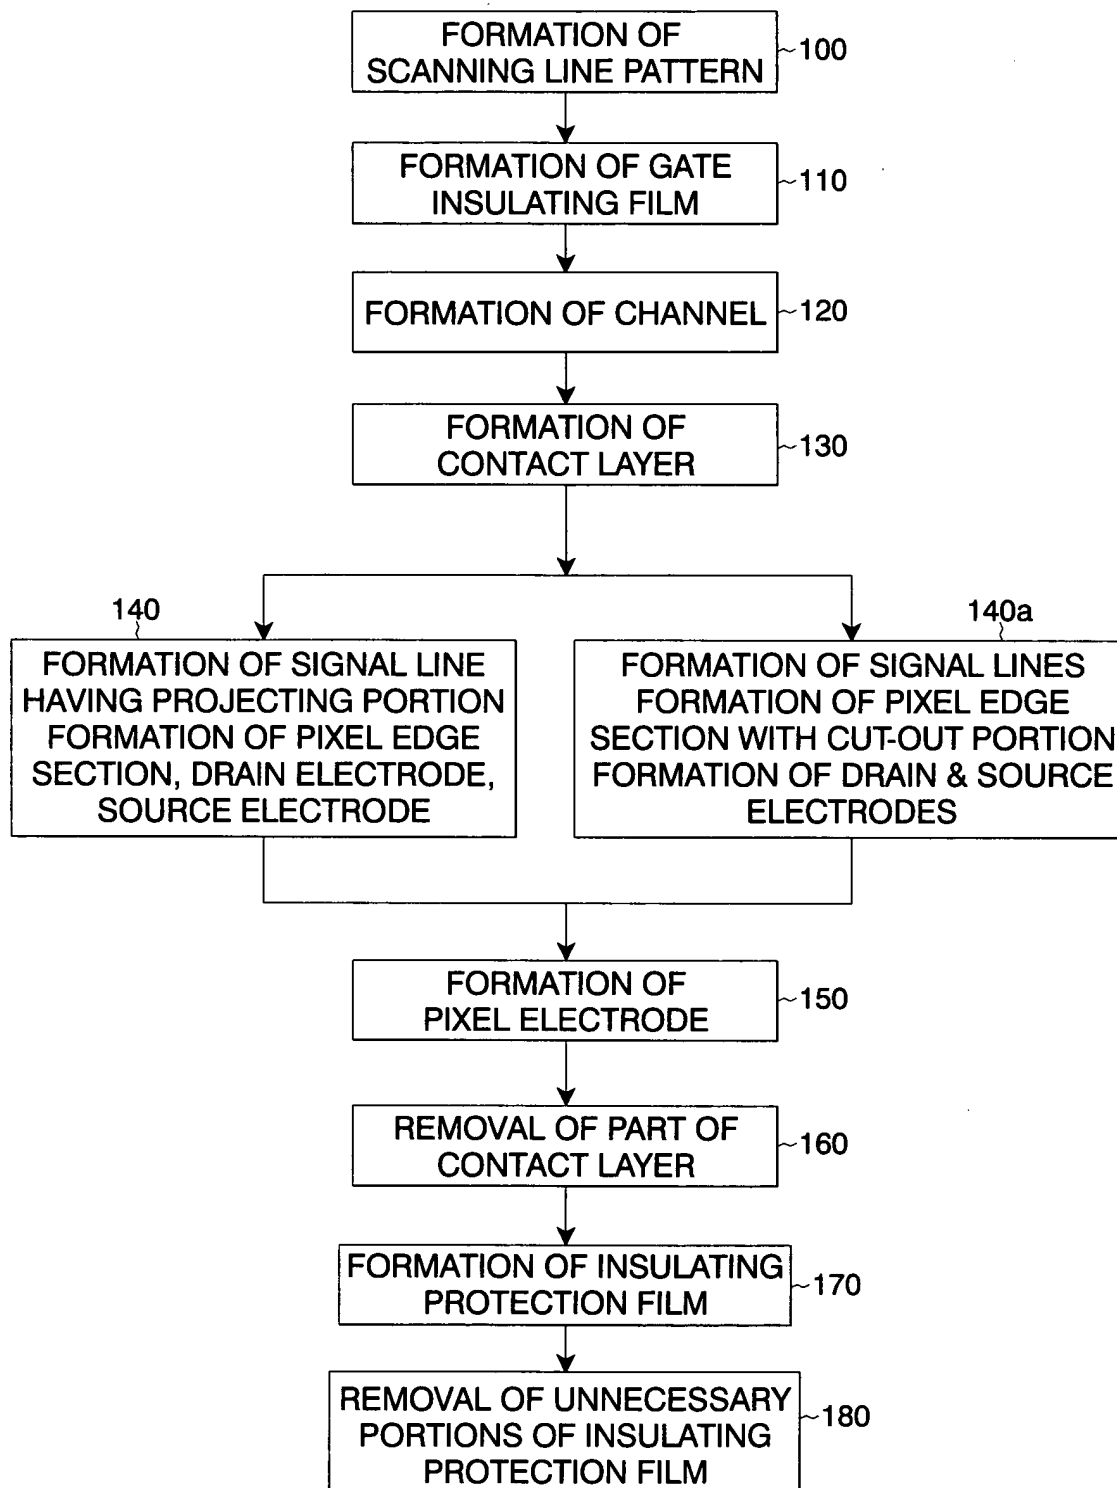 FORMATION OF
SCANNING LINE PATTERN
100
FORMATION OF GATE
INSULATING FILM
110
FORMATION OF CHANNEL
120
FORMATION OF
CONTACT LAYER
130
140
FORMATION OF SIGNAL LINE
HAVING PROJECTING PORTION
FORMATION OF PIXEL EDGE
SECTION, DRAIN ELECTRODE,
SOURCE ELECTRODE
140a
FORMATION OF SIGNAL LINES
FORMATION OF PIXEL EDGE
SECTION WITH CUT-OUT PORTION
FORMATION OF DRAIN & SOURCE
ELECTRODES
FORMATION OF
PIXEL ELECTRODE
150
REMOVAL OF PART OF
CONTACT LAYER
160
FORMATION OF INSULATING
PROTECTION FILM
170
REMOVAL OF UNNECESSARY
PORTIONS OF INSULATING
PROTECTION FILM
180